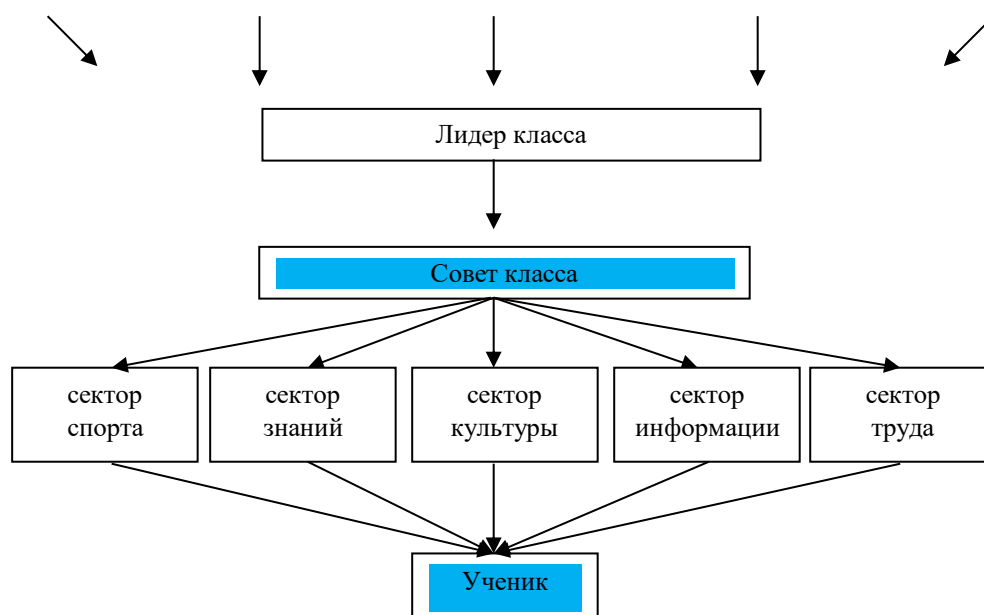 Лидер класса
Совет класса
сектор
спорта
сектор
знаний
сектор
культуры
сектор
информации
сектор
труда
Ученик